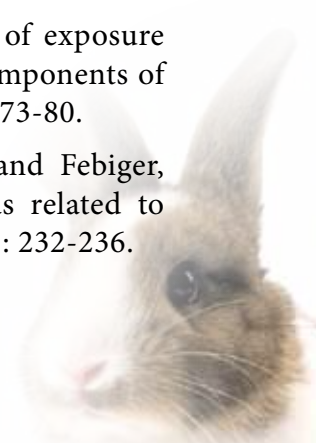 of exposure
mponents of
73-80.
and Febiger,
s related to
: 232-236.